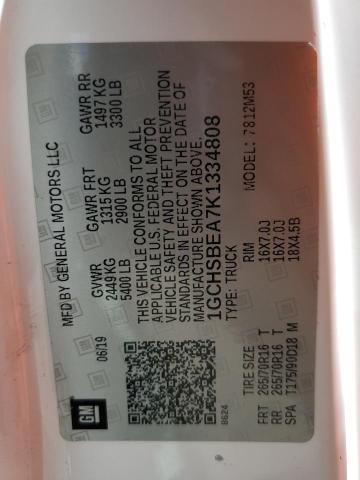 MFD BY GENERAL MOTORS LLC
06/19
GVWR GAWR FRT GAWR RR
2449KG 1315 KG 1497 KG
5400 LB 2900 LB 3300 LB
THIS VEHICLE CONFORMS TO ALL
APPLICABLE U.S. FEDERAL MOTOR
VEHICLE SAFETY AND THEFT PREVENTION
STANDARDS IN EFFECT ON THE DATE OF
MANUFACTURE SHOWN ABOVE.
1GCHSBEA7K1334808
TYPE: TRUCK MODEL: 7812M53
8624
TIRE SIZE RIM
FRT 265/70R16 T 16X7.0J
RR 265/70R16 T 16X7.0J
SPA T175/90D18 M 18X4.5B
GM